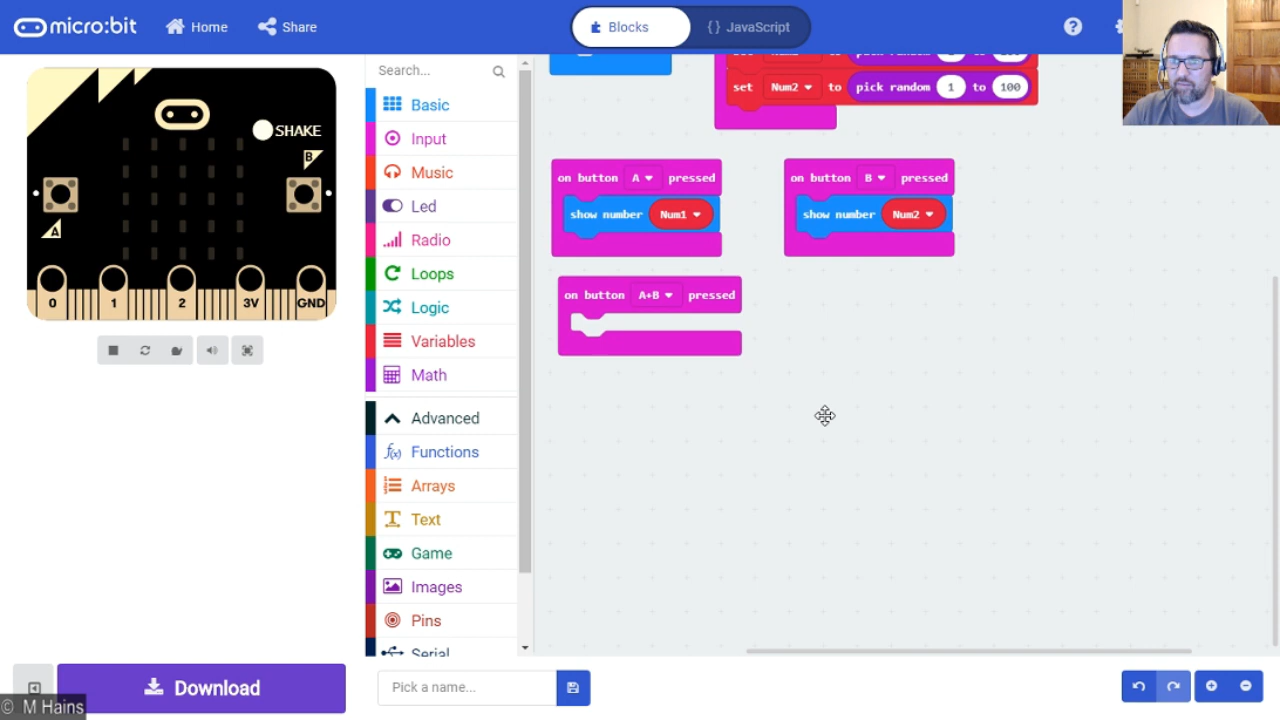 micro:bit
Home
Share
Blocks
{} JavaScript
?
SHAKE
B
A
0
1
2
3V
GND
Download
© M Hains
Search...
Basic
Input
Music
Led
Radio
Loops
Logic
Variables
Math
Advanced
f(x) Functions
Arrays
Text
Game
Images
Pins
Serial
Pick a name...
set Num2 to pick random 1 to 100
on button A pressed
show number Num1
on button B pressed
show number Num2
on button A+B pressed